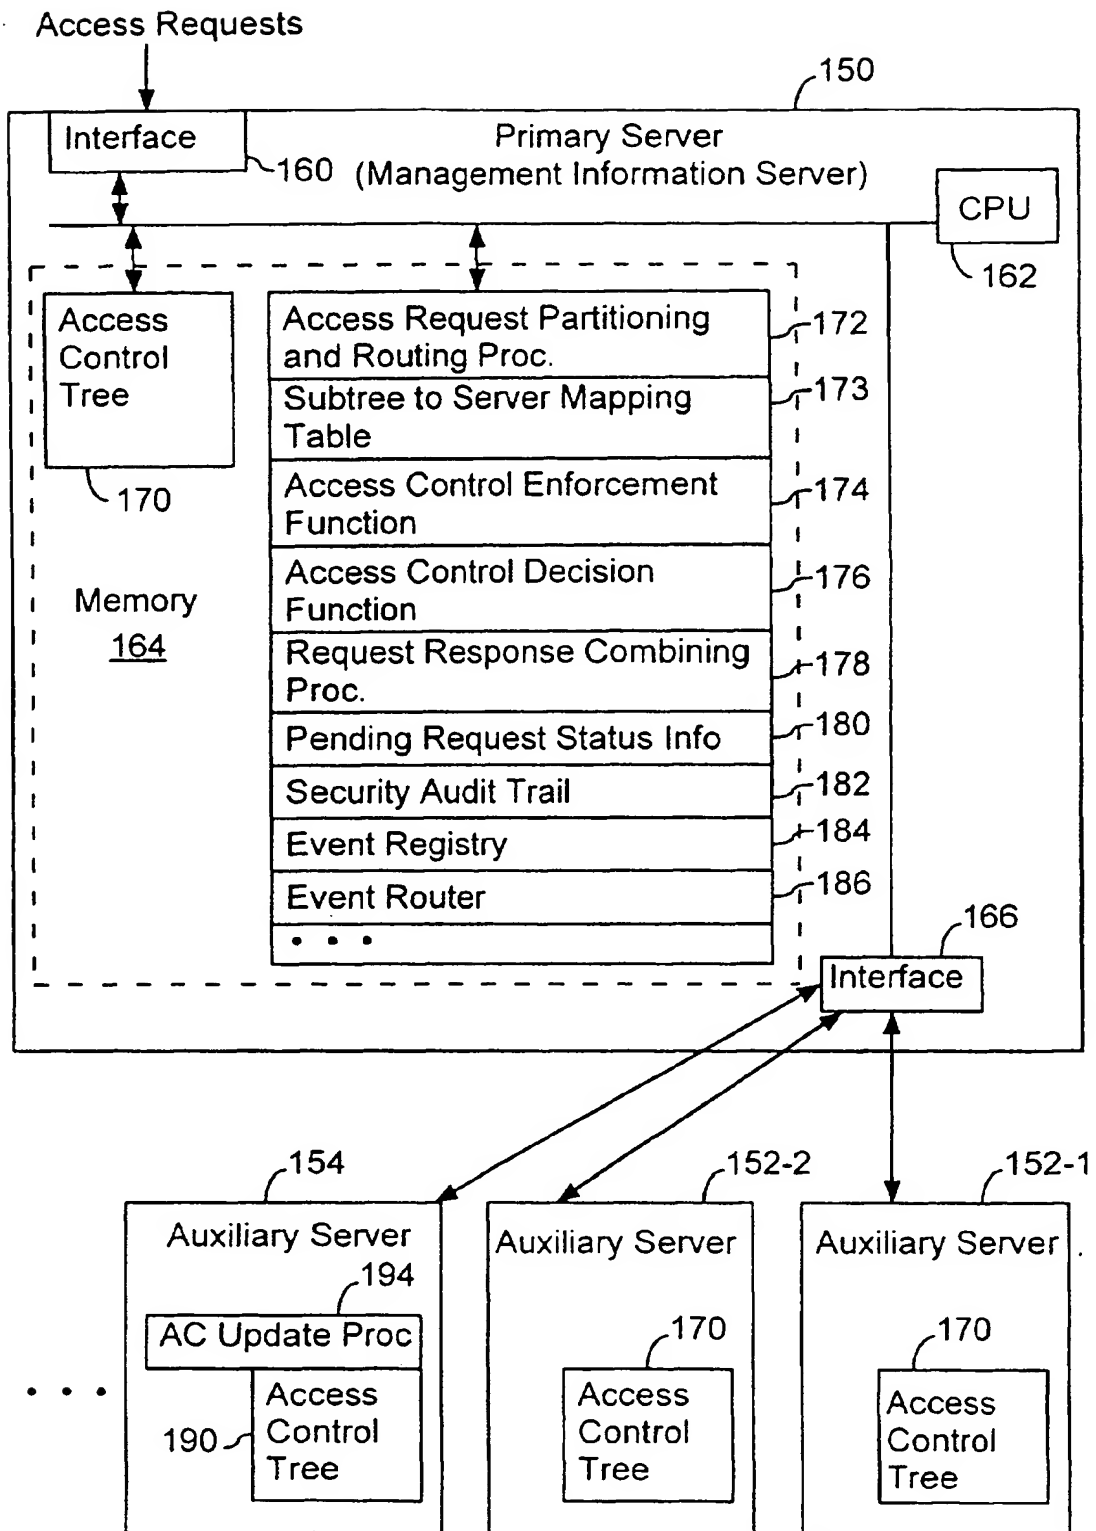 Access Requests
150
Interface
160
Primary Server
(Management Information Server)
CPU
162
Access
Control
Tree
170
Memory
164
Access Request Partitioning
and Routing Proc.
172
Subtree to Server Mapping
Table
173
Access Control Enforcement
Function
174
Access Control Decision
Function
176
Request Response Combining
Proc.
178
Pending Request Status Info
180
Security Audit Trail
182
Event Registry
184
Event Router
186
• • •
166
Interface
154
Auxiliary Server
194
AC Update Proc
190
Access
Control
Tree
• • •
152-2
Auxiliary Server
170
Access
Control
Tree
152-1
Auxiliary Server
170
Access
Control
Tree